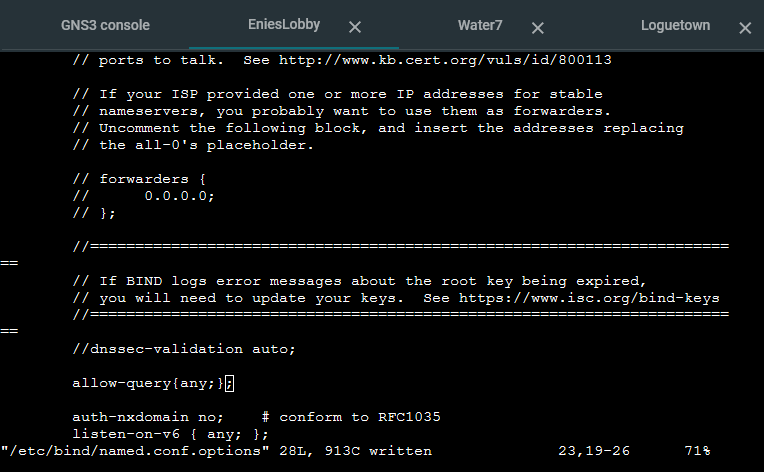 GNS3 console EniesLobby Water7 Loguetown
// ports to talk.  See http://www.kb.cert.org/vuls/id/800113
// If your ISP provided one or more IP addresses for stable
// nameservers, you probably want to use them as forwarders.
// Uncomment the following block, and insert the addresses replacing
// the all-0's placeholder.
// forwarders {
//      0.0.0.0;
// };
//=======================================================================
==
// If BIND logs error messages about the root key being expired,
// you will need to update your keys.  See https://www.isc.org/bind-keys
//=======================================================================
==
//dnssec-validation auto;
allow-query{any;};
auth-nxdomain no;    # conform to RFC1035
listen-on-v6 { any; };
"/etc/bind/named.conf.options" 28L, 913C written              23,19-26      71%